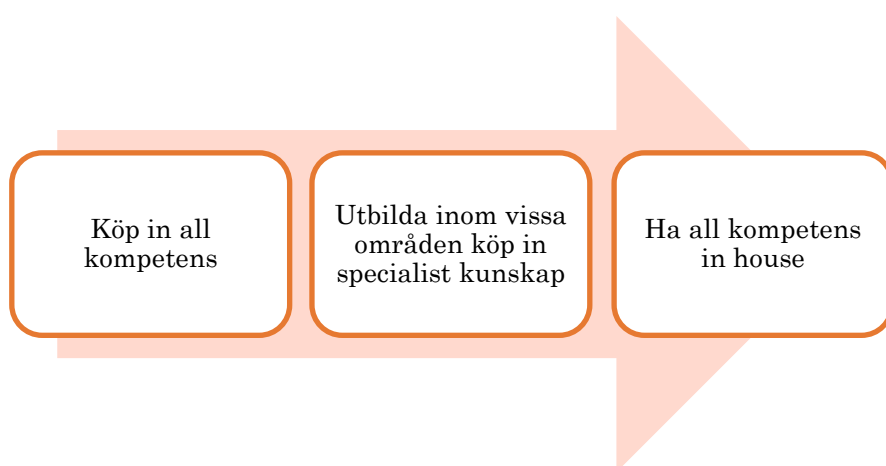 Köp in all
kompetens
Utbilda inom vissa
områden köp in
specialist kunskap
Ha all kompetens
in house